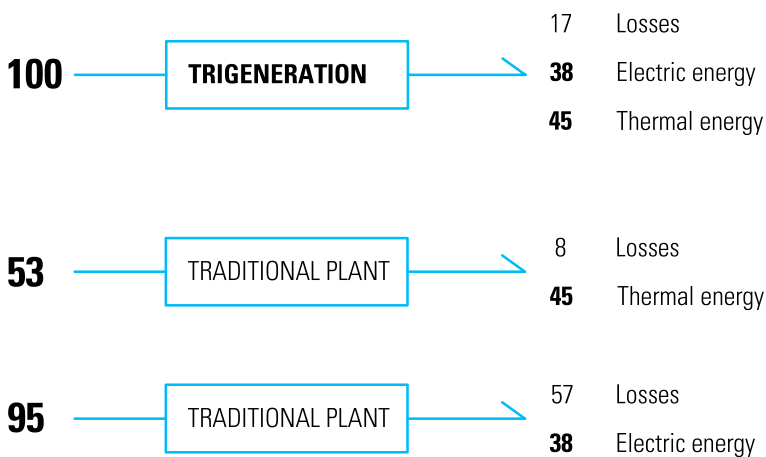 17 Losses
100 TRIGENERATION 38 Electric energy
45 Thermal energy
8 Losses
53 TRADITIONAL PLANT
45 Thermal energy
57 Losses
95 TRADITIONAL PLANT
38 Electric energy